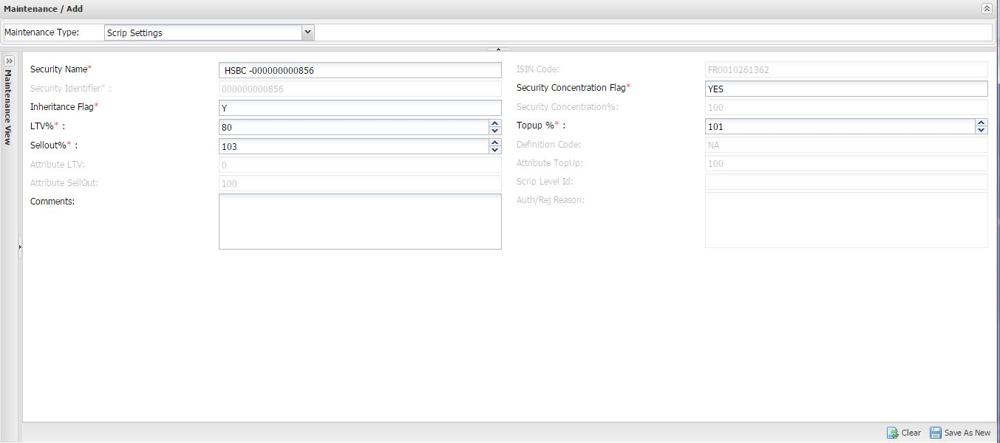 Maintenance / Add
Maintenance Type: Scrip Settings
Maintenance View
Security Name* HSBC -000000000856
ISIN Code: FR0010261362
Security Identifier* : 000000000856
Security Concentration Flag* YES
Inheritance Flag* Y
Security Concentration%: 100
LTV%* : 80
Topup %* : 101
Sellout%* : 103
Definition Code: NA
Attribute LTV: 0
Attribute TopUp: 100
Attribute SellOut: 100
Scrip Level Id:
Comments:
Auth/Rej Reason:
Clear Save As New